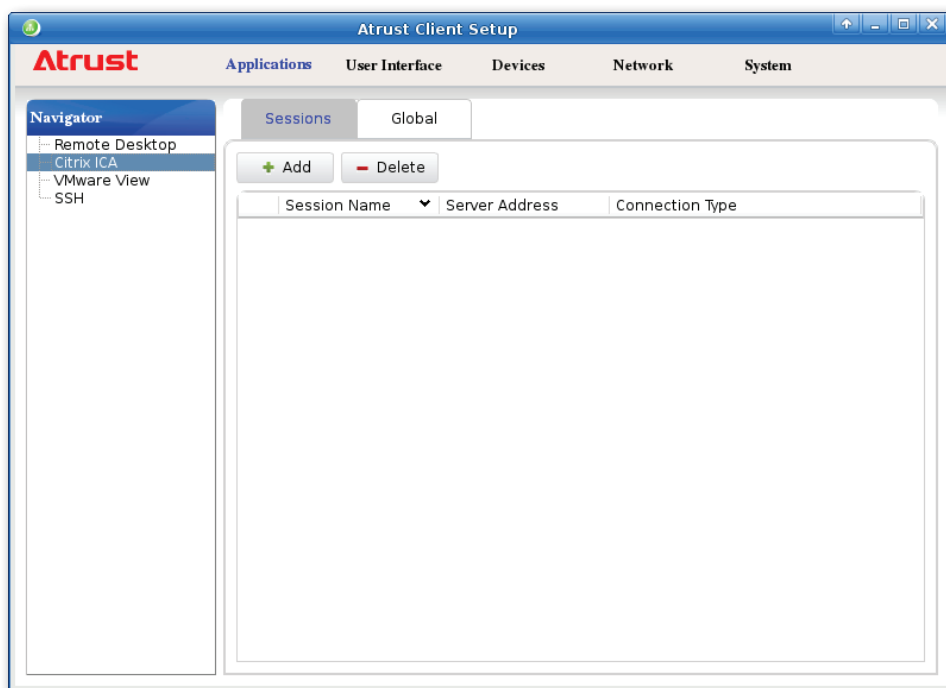 Atrust Client Setup
Atrust
Applications User Interface Devices Network System
Navigator
Remote Desktop
Citrix ICA
VMware View
SSH
Sessions Global
Add Delete
Session Name Server Address Connection Type